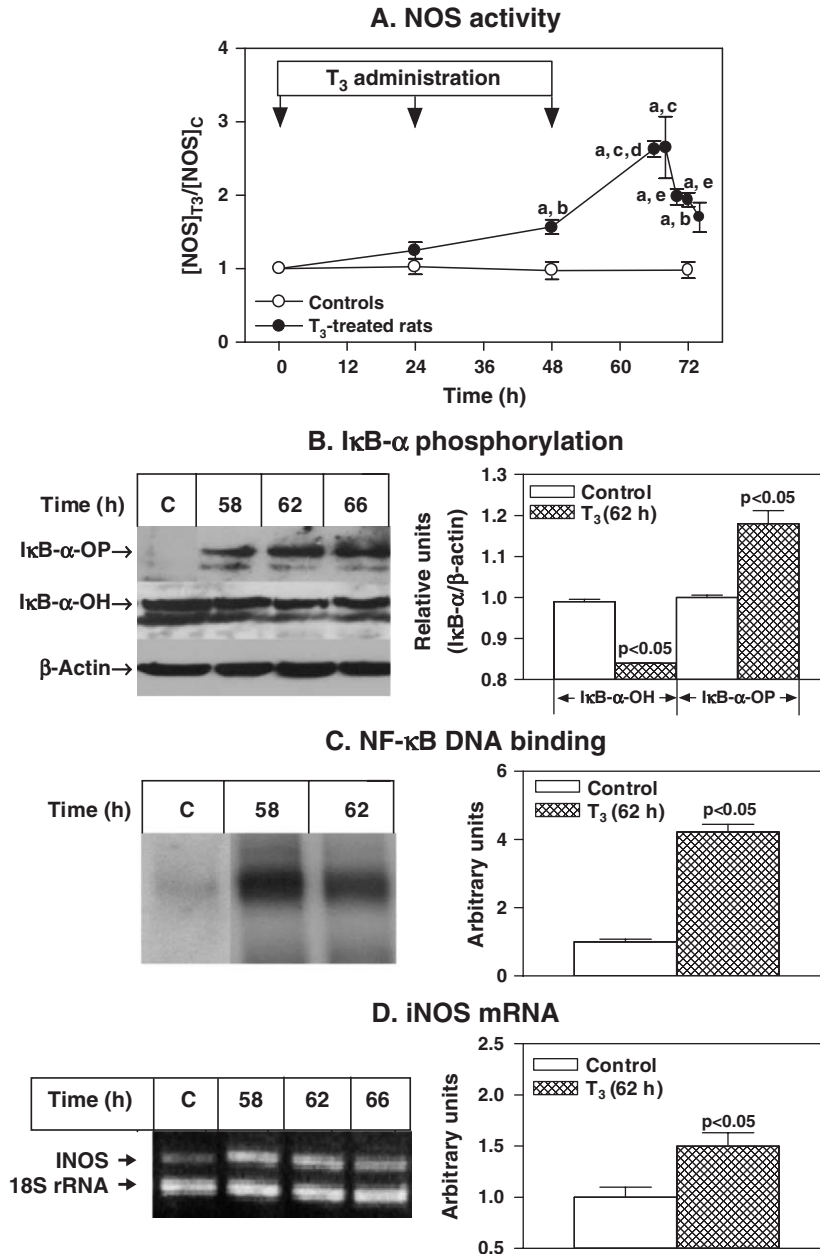 A. NOS activity
[NOS]T3/[NOS]C
4
3
2
1
0
T3 administration
a, c
a, c, d
a, b
a, e
a, e
a, b
Controls
T3-treated rats
0 12 24 36 48 60 72
Time (h)
B. IκB-α phosphorylation
Time (h) C 58 62 66
IκB-α-OP→
IκB-α-OH→
β-Actin→
Relative units
(IκB-α/β-actin)
1.3
1.2
1.1
1.0
0.9
0.8
Control
T3 (62 h)
p<0.05
p<0.05
← IκB-α-OH → ← IκB-α-OP →
C. NF-κB DNA binding
Time (h) C 58 62
Arbitrary units
6
4
2
0
Control
T3 (62 h)
p<0.05
D. iNOS mRNA
Time (h) C 58 62 66
INOS →
18S rRNA →
Arbitrary units
2.5
2.0
1.5
1.0
0.5
Control
T3 (62 h)
p<0.05